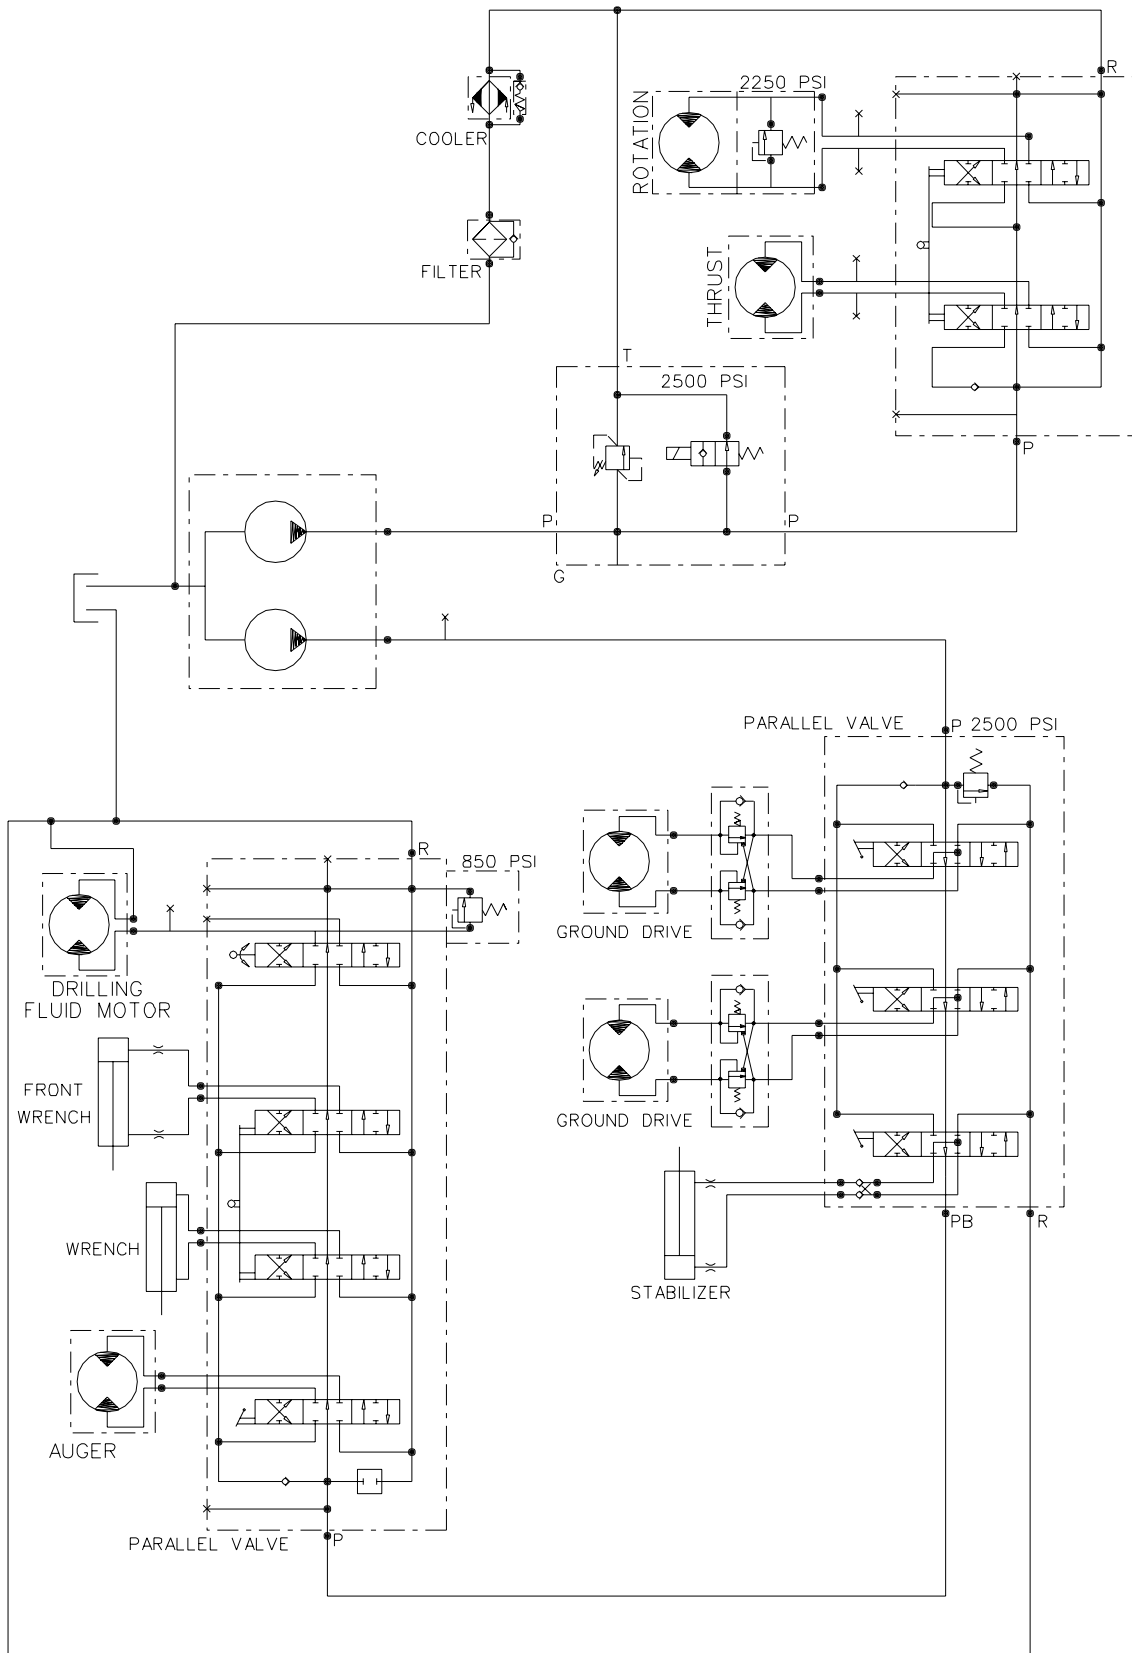 R
2250 PSI
ROTATION
COOLER
THRUST
FILTER
T
2500 PSI
P
P
P
G
PARALLEL VALVE
P
2500 PSI
R
850 PSI
GROUND DRIVE
DRILLING
FLUID MOTOR
FRONT
WRENCH
GROUND DRIVE
WRENCH
PB
R
STABILIZER
AUGER
PARALLEL VALVE
P